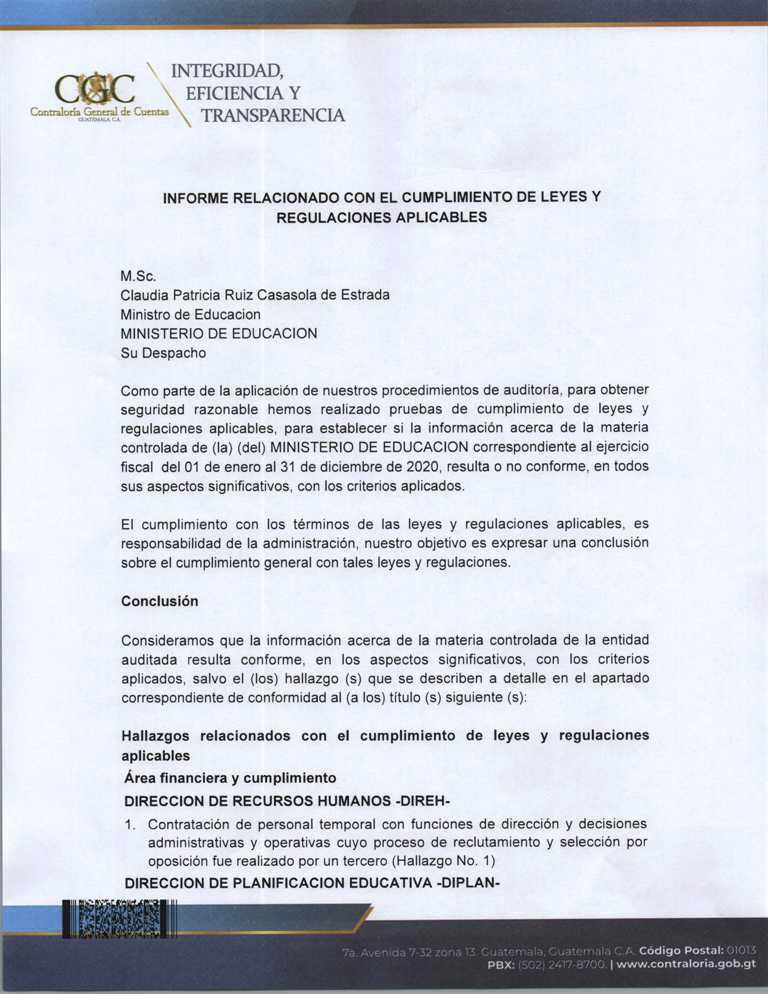 CGC
Contraloría General de Cuentas
GUATEMALA, C.A.
INTEGRIDAD,
EFICIENCIA Y
TRANSPARENCIA
INFORME RELACIONADO CON EL CUMPLIMIENTO DE LEYES Y
REGULACIONES APLICABLES
M.Sc.
Claudia Patricia Ruiz Casasola de Estrada
Ministro de Educacion
MINISTERIO DE EDUCACION
Su Despacho
Como parte de la aplicación de nuestros procedimientos de auditoría, para obtener
seguridad razonable hemos realizado pruebas de cumplimiento de leyes y
regulaciones aplicables, para establecer si la información acerca de la materia
controlada de (la) (del) MINISTERIO DE EDUCACION correspondiente al ejercicio
fiscal del 01 de enero al 31 de diciembre de 2020, resulta o no conforme, en todos
sus aspectos significativos, con los criterios aplicados.
El cumplimiento con los términos de las leyes y regulaciones aplicables, es
responsabilidad de la administración, nuestro objetivo es expresar una conclusión
sobre el cumplimiento general con tales leyes y regulaciones.
Conclusión
Consideramos que la información acerca de la materia controlada de la entidad
auditada resulta conforme, en los aspectos significativos, con los criterios
aplicados, salvo el (los) hallazgo (s) que se describen a detalle en el apartado
correspondiente de conformidad al (a los) título (s) siguiente (s):
Hallazgos relacionados con el cumplimiento de leyes y regulaciones
aplicables
Área financiera y cumplimiento
DIRECCION DE RECURSOS HUMANOS -DIREH-
1. Contratación de personal temporal con funciones de dirección y decisiones
administrativas y operativas cuyo proceso de reclutamiento y selección por
oposición fue realizado por un tercero (Hallazgo No. 1)
DIRECCION DE PLANIFICACION EDUCATIVA -DIPLAN-
7a. Avenida 7-32 zona 13. Guatemala, Guatemala C.A. Código Postal: 01013
PBX: (502) 2417-8700. | www.contraloria.gob.gt